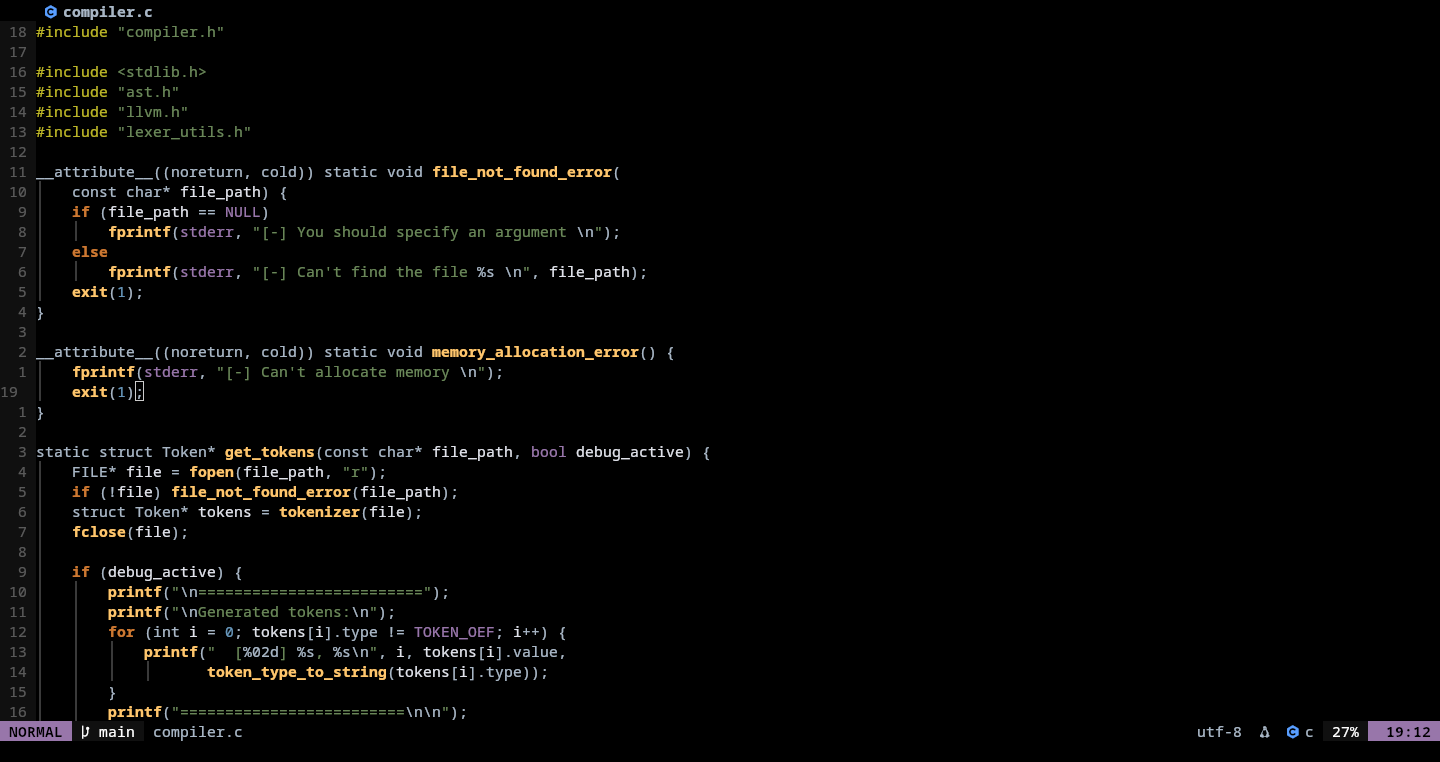 compiler.c
18 #include "compiler.h"
17
16 #include <stdlib.h>
15 #include "ast.h"
14 #include "llvm.h"
13 #include "lexer_utils.h"
12
11 __attribute__((noreturn, cold)) static void file_not_found_error(
10     const char* file_path) {
9     if (file_path == NULL)
8         fprintf(stderr, "[-] You should specify an argument \n");
7     else
6         fprintf(stderr, "[-] Can't find the file %s \n", file_path);
5     exit(1);
4 }
3
2 __attribute__((noreturn, cold)) static void memory_allocation_error() {
1     fprintf(stderr, "[-] Can't allocate memory \n");
19     exit(1);
1 }
2
3 static struct Token* get_tokens(const char* file_path, bool debug_active) {
4     FILE* file = fopen(file_path, "r");
5     if (!file) file_not_found_error(file_path);
6     struct Token* tokens = tokenizer(file);
7     fclose(file);
8
9     if (debug_active) {
10         printf("\n=========================");
11         printf("\nGenerated tokens:\n");
12         for (int i = 0; tokens[i].type != TOKEN_OEF; i++) {
13             printf("  [%02d] %s, %s\n", i, tokens[i].value,
14                    token_type_to_string(tokens[i].type));
15         }
16         printf("=========================\n\n");
NORMAL main compiler.c utf-8 c 27% 19:12